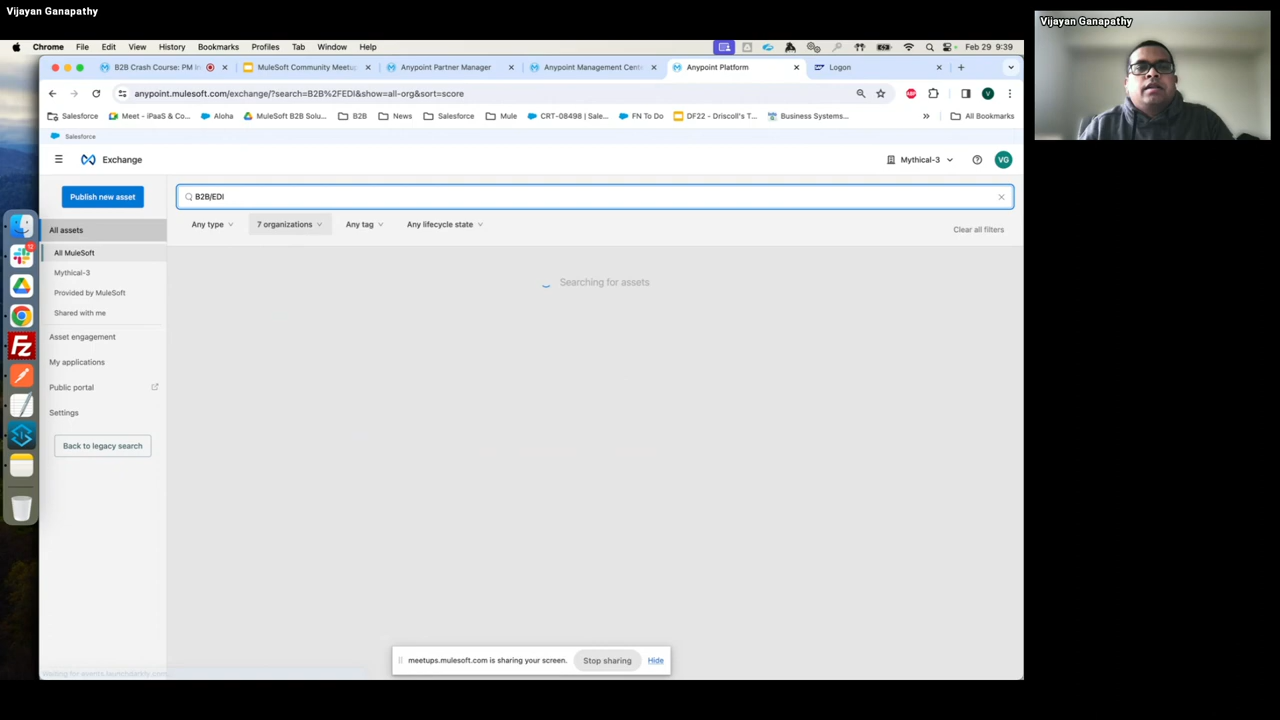 Vijayan Ganapathy
Vijayan Ganapathy
Chrome File Edit View History Bookmarks Profiles Tab Window Help
Feb 29 9:39
B2B Crash Course: PM In
MuleSoft Community Meetu
Anypoint Partner Manager
Anypoint Management Cent
Anypoint Platform
Logon
anypoint.mulesoft.com/exchange/?search=B2B%2FEDI&show=all-org&sort=score
Salesforce
Meet - iPaaS & Co...
Aloha
MuleSoft B2B Solu...
B2B
News
Salesforce
Mule
CRT-08498 | Sale...
FN To Do
DF22 - Driscoll's T...
Business Systems...
All Bookmarks
Salesforce
Exchange
Mythical-3
VG
Publish new asset
B2B/EDI
All assets
Any type
7 organizations
Any tag
Any lifecycle state
Clear all filters
All MuleSoft
Mythical-3
Provided by MuleSoft
Shared with me
Searching for assets
Asset engagement
My applications
Public portal
Settings
Back to legacy search
meetups.mulesoft.com is sharing your screen.
Stop sharing
Hide